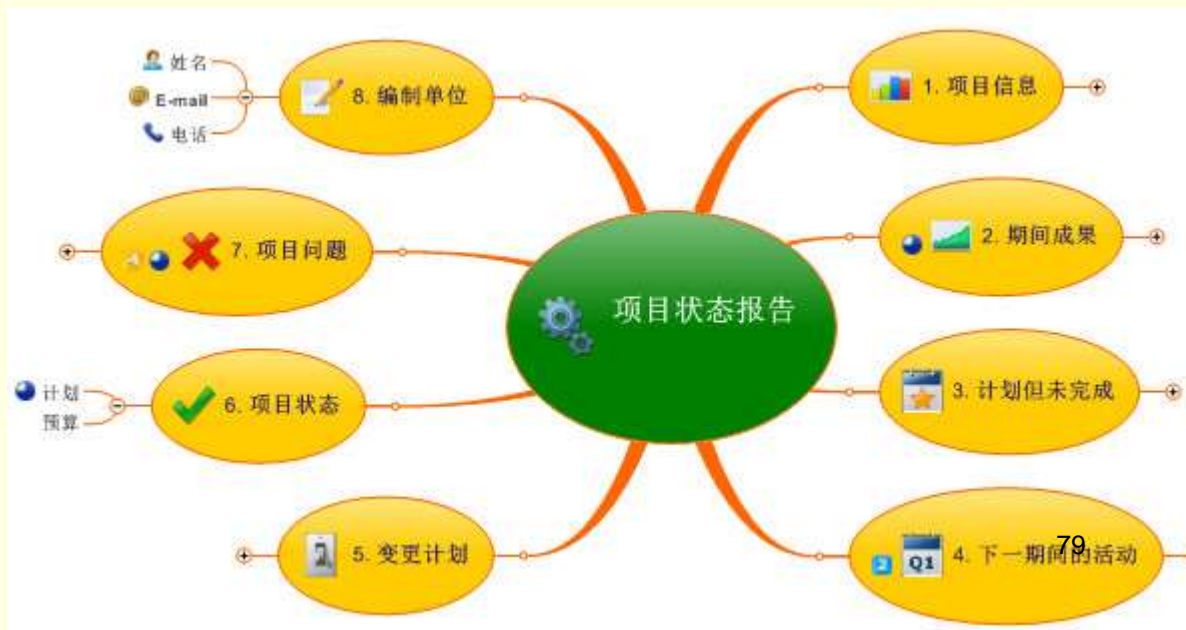 项目状态报告
1. 项目信息
2. 期间成果
3. 计划但未完成
Q1
4. 下一期间的活动
79
5. 变更计划
6. 项目状态
计划
预算
7. 项目问题
8. 编制单位
姓名
E-mail
电话